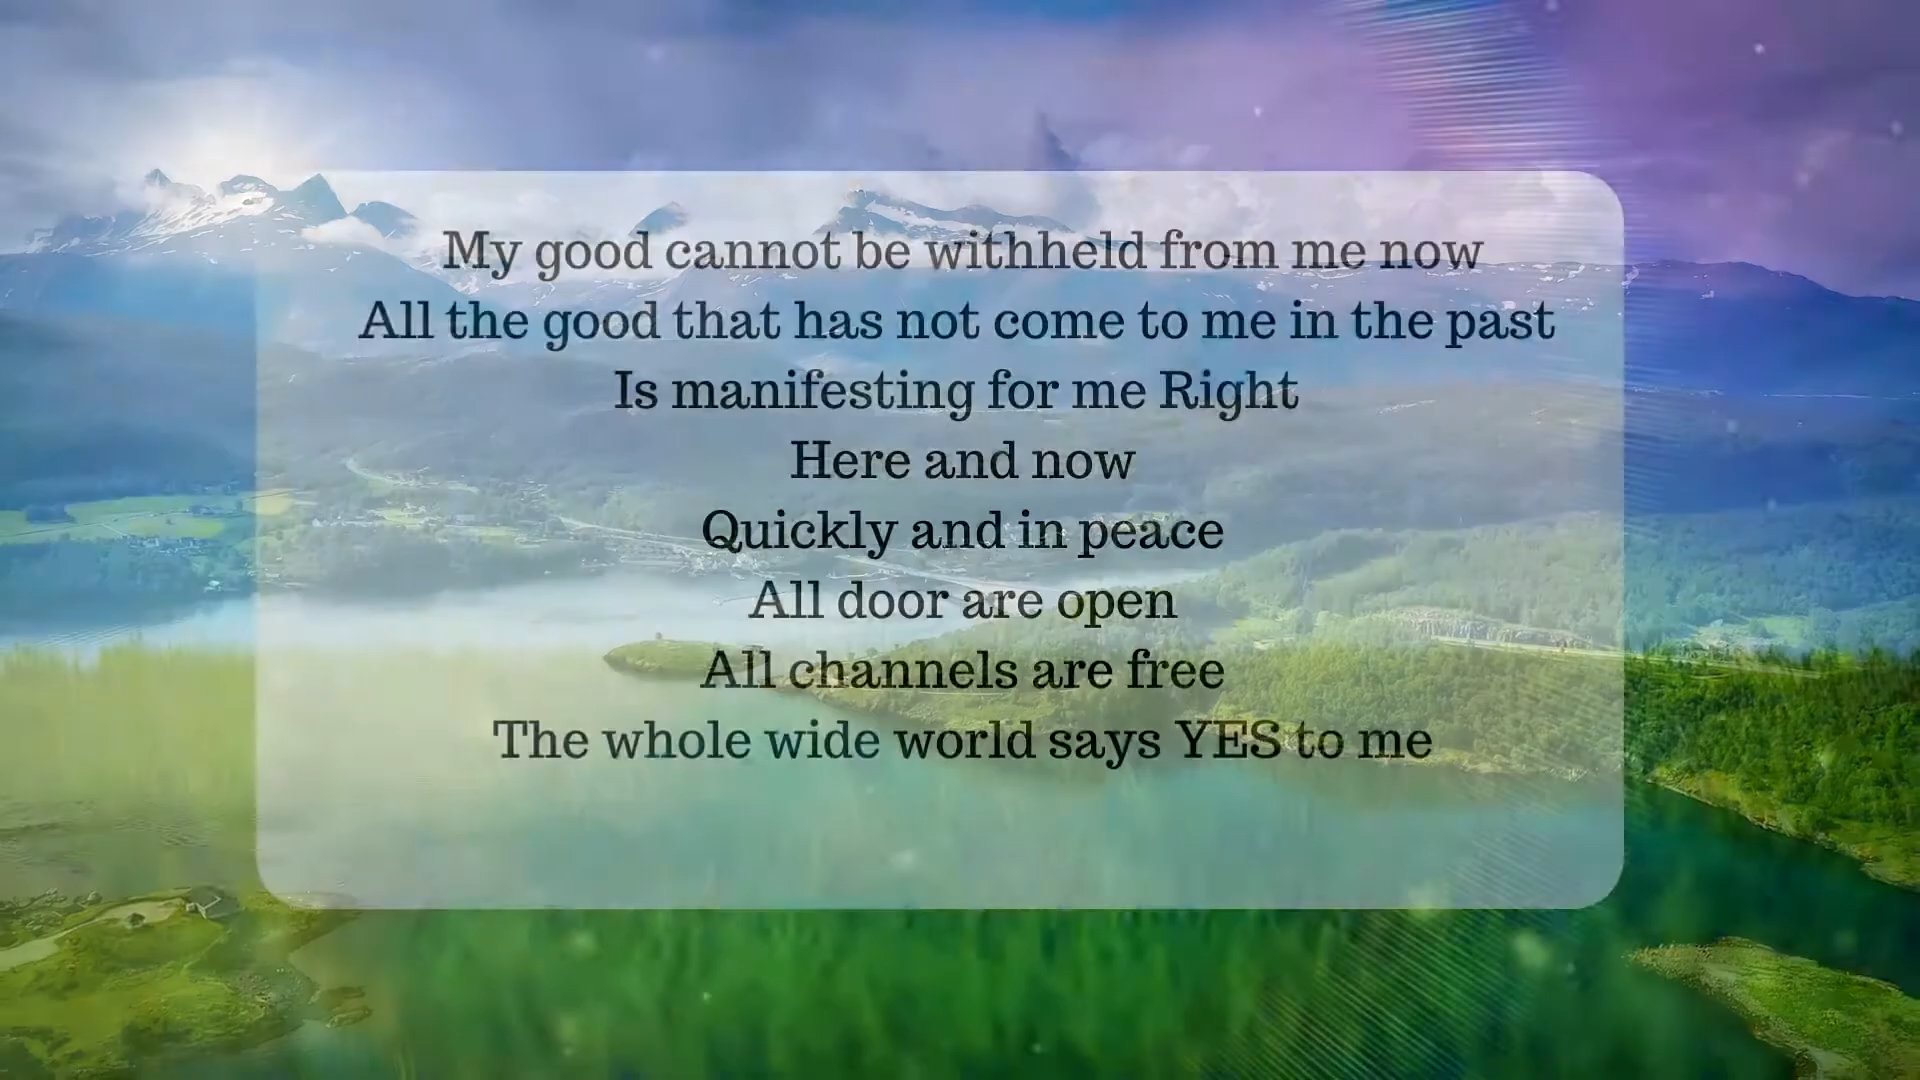 My good cannot be withheld from me now
All the good that has not come to me in the past
Is manifesting for me Right
Here and now
Quickly and in peace
All door are open
All channels are free
The whole wide world says YES to me